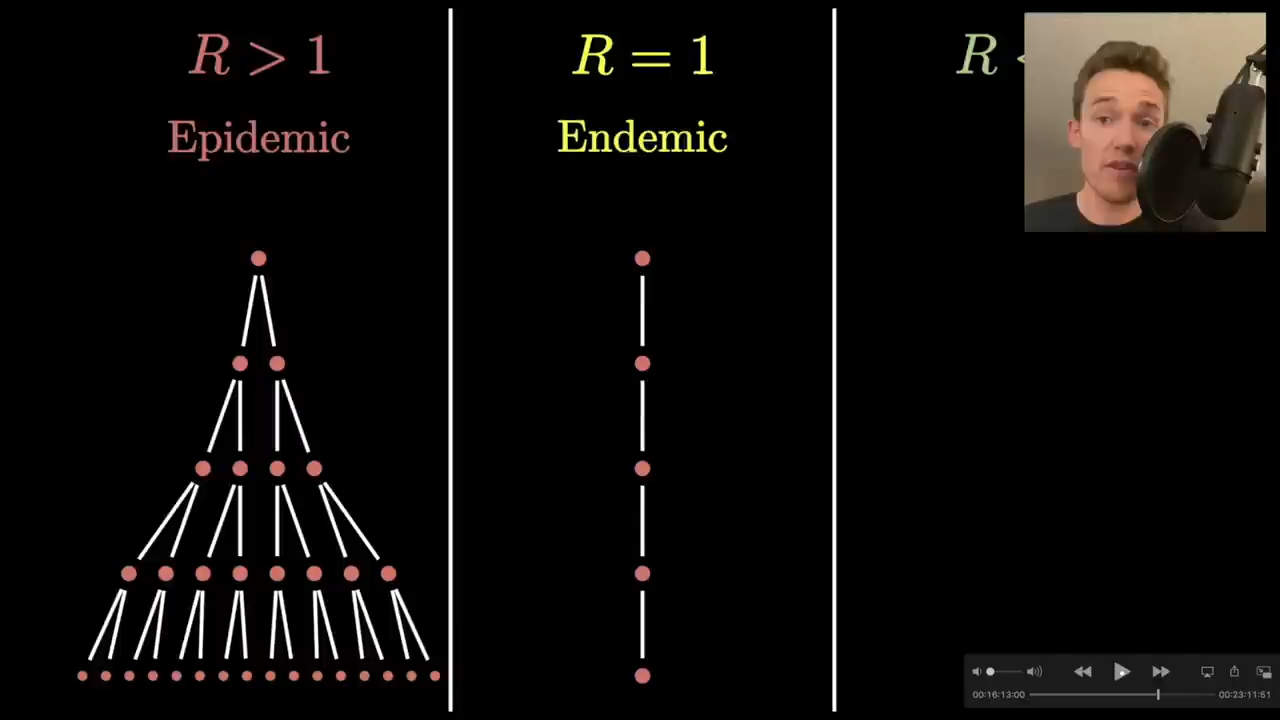 R > 1
Epidemic
R = 1
Endemic
R <
00:16:13:00
00:23:11:51